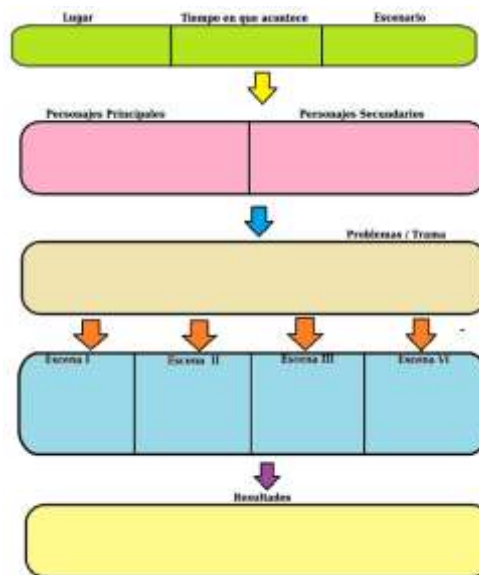 Lugar Tiempo en que acontece Escenario
Personajes Principales Personajes Secundarios
Problemas / Trama
Escena I Escena II Escena III Escena VI
Resultados